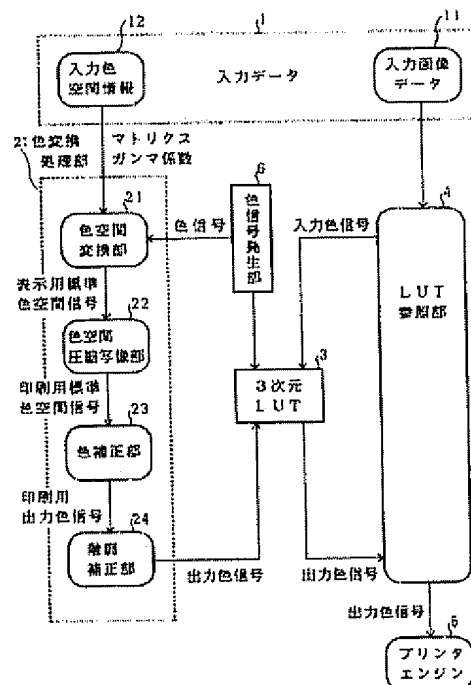 12
1
11
入力色
空間情報
入力データ
入力画像
データ
2:色変換
処理部
マトリクス
ガンマ係数
21
色空間
変換部
色信号
6
色信号発生部
入力色信号
4
LUT
参照部
表示用標準
色空間信号
22
色空間
圧縮写像部
3
3次元
LUT
印刷用標準
色空間信号
23
色補正部
印刷用
出力色信号
24
階調
補正部
出力色信号
出力色信号
出力色信号
5
プリンタ
エンジン